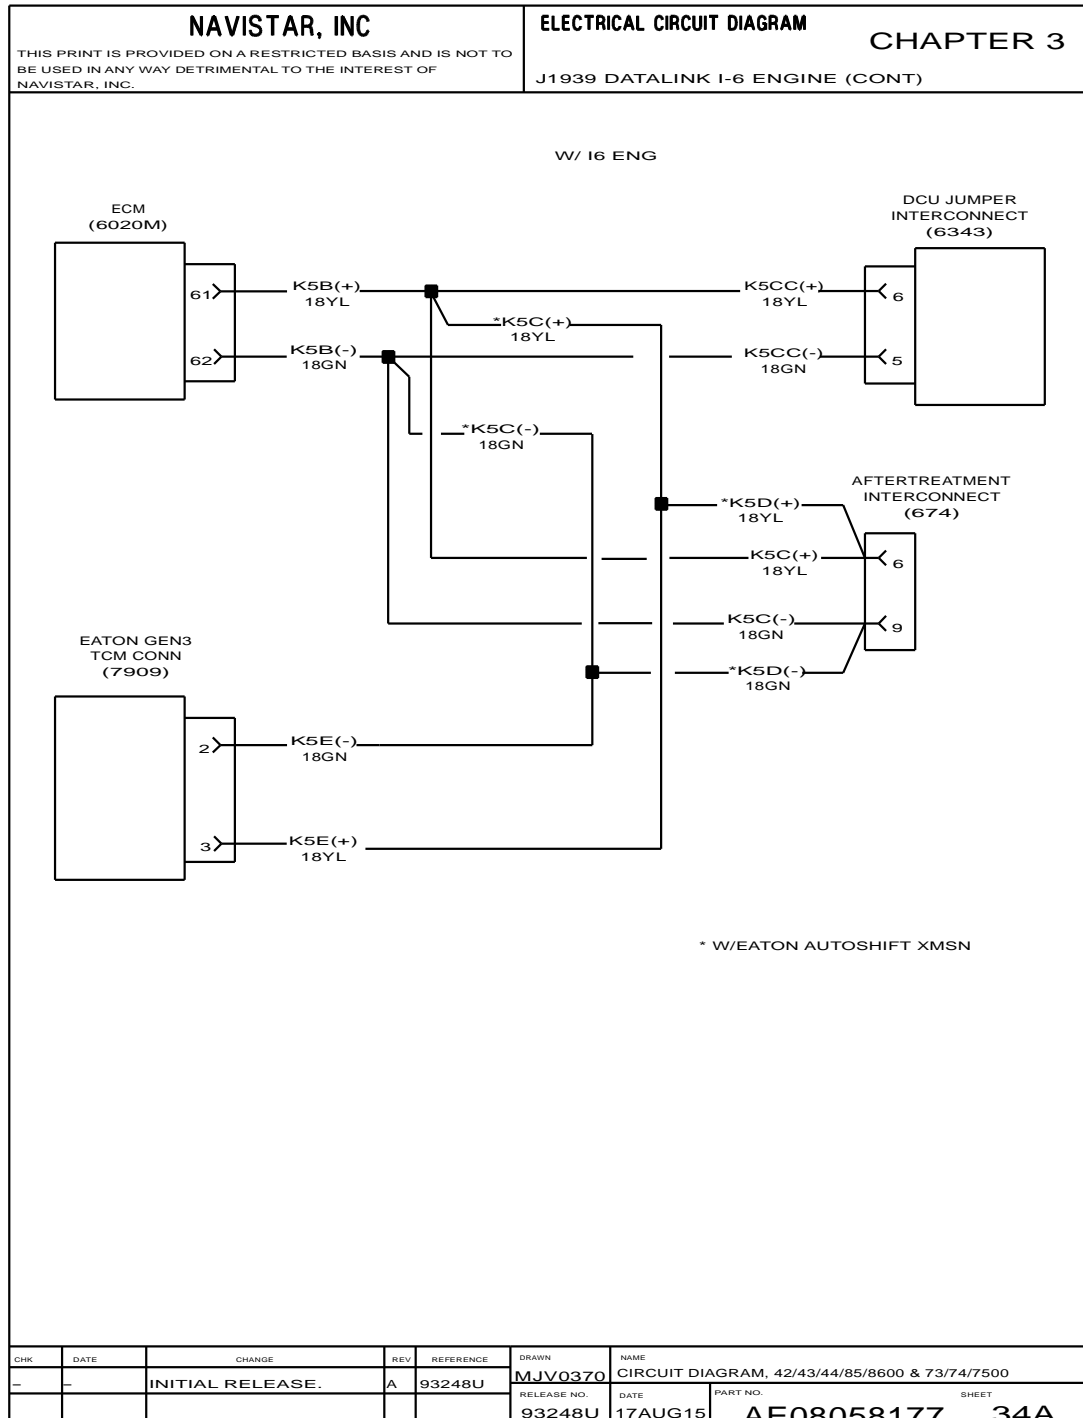 NAVISTAR, INC
THIS PRINT IS PROVIDED ON A RESTRICTED BASIS AND IS NOT TO
BE USED IN ANY WAY DETRIMENTAL TO THE INTEREST OF
NAVISTAR, INC.
ELECTRICAL CIRCUIT DIAGRAM
CHAPTER 3
J1939 DATALINK I-6 ENGINE (CONT)
W/ I6 ENG
ECM
(6020M)
DCU JUMPER
INTERCONNECT
(6343)
61
K5B(+)
18YL
K5CC(+)
18YL
6
*K5C(+)
18YL
62
K5B(-)
18GN
K5CC(-)
18GN
5
*K5C(-)
18GN
AFTERTREATMENT
INTERCONNECT
(674)
*K5D(+)
18YL
K5C(+)
18YL
6
K5C(-)
18GN
9
*K5D(-)
18GN
EATON GEN3
TCM CONN
(7909)
2
K5E(-)
18GN
3
K5E(+)
18YL
* W/EATON AUTOSHIFT XMSN
CHK DATE CHANGE REV REFERENCE
– – INITIAL RELEASE. A 93248U
DRAWN
MJV0370
NAME
CIRCUIT DIAGRAM, 42/43/44/85/8600 & 73/74/7500
RELEASE NO.
93248U
DATE
17AUG15
PART NO.
AE08058177
SHEET
34A